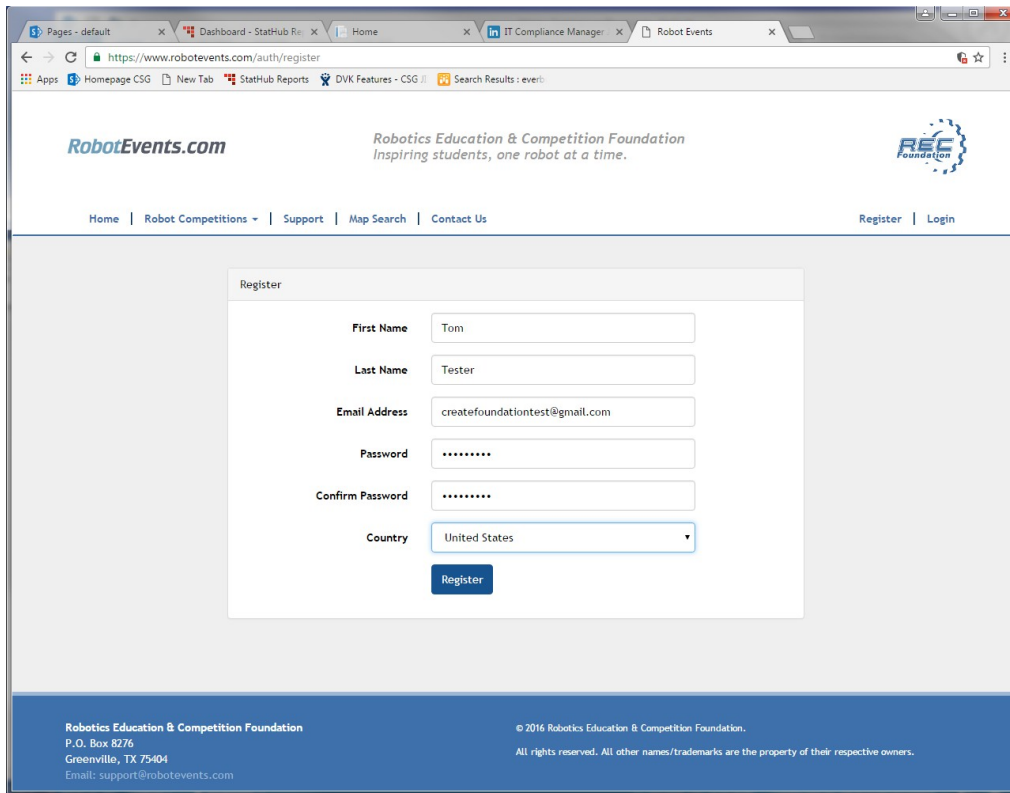 Pages - default
Dashboard - StatHub Re
Home
IT Compliance Manager
Robot Events
https://www.robotevents.com/auth/register
Apps Homepage CSG New Tab StatHub Reports DVK Features - CSG Search Results : everb
RobotEvents.com
Robotics Education & Competition Foundation
Inspiring students, one robot at a time.
REC
Foundation
Home | Robot Competitions | Support | Map Search | Contact Us
Register | Login
Register
First Name Tom
Last Name Tester
Email Address createfoundationtest@gmail.com
Password •••••••••
Confirm Password •••••••••
Country United States
Register
Robotics Education & Competition Foundation
P.O. Box 8276
Greenville, TX 75404
Email: support@robotevents.com
© 2016 Robotics Education & Competition Foundation.
All rights reserved. All other names/trademarks are the property of their respective owners.